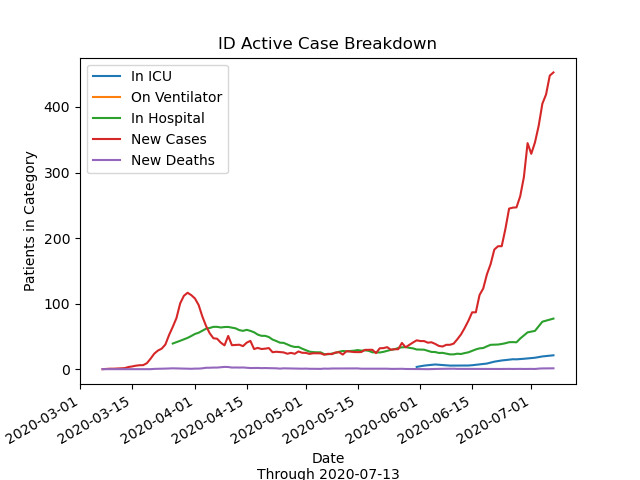 ID Active Case Breakdown
In ICU
On Ventilator
In Hospital
New Cases
New Deaths
Patients in Category
400
300
200
100
0
2020-03-01
2020-03-15
2020-04-01
2020-04-15
2020-05-01
2020-05-15
2020-06-01
2020-06-15
2020-07-01
Date
Through 2020-07-13